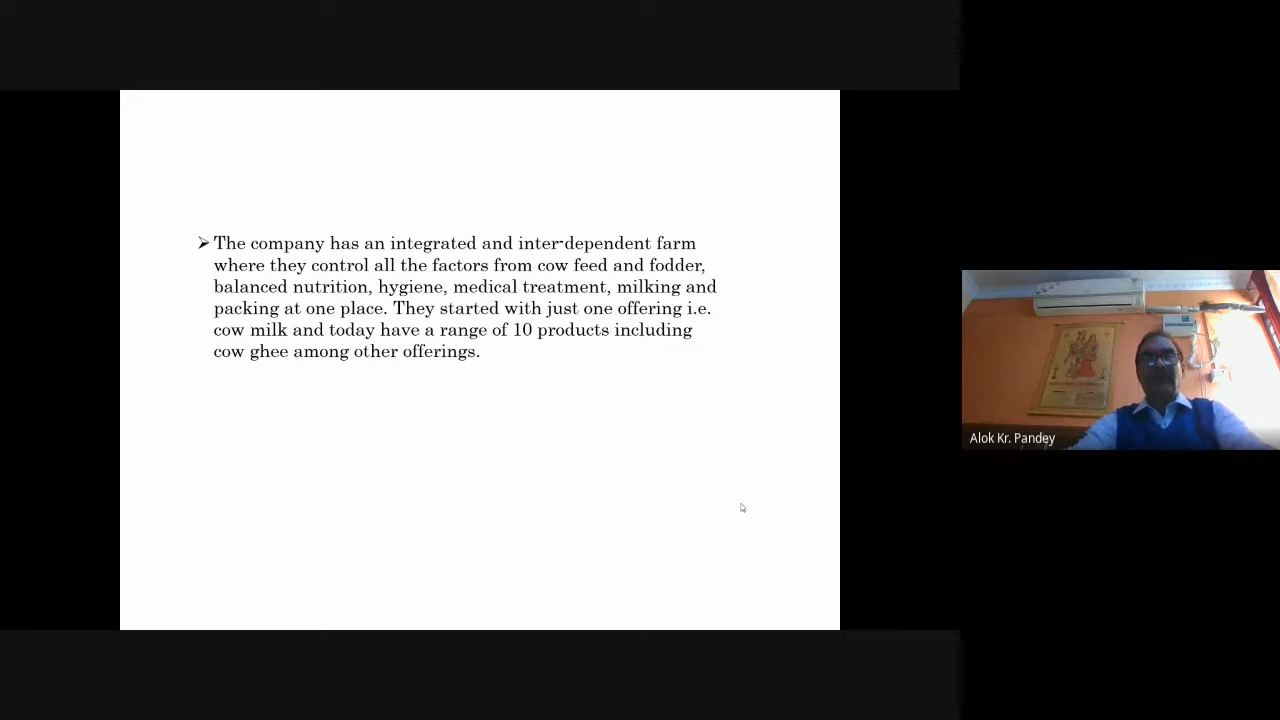 ➢ The company has an integrated and inter-dependent farm
where they control all the factors from cow feed and fodder,
balanced nutrition, hygiene, medical treatment, milking and
packing at one place. They started with just one offering i.e.
cow milk and today have a range of 10 products including
cow ghee among other offerings.
Alok Kr. Pandey